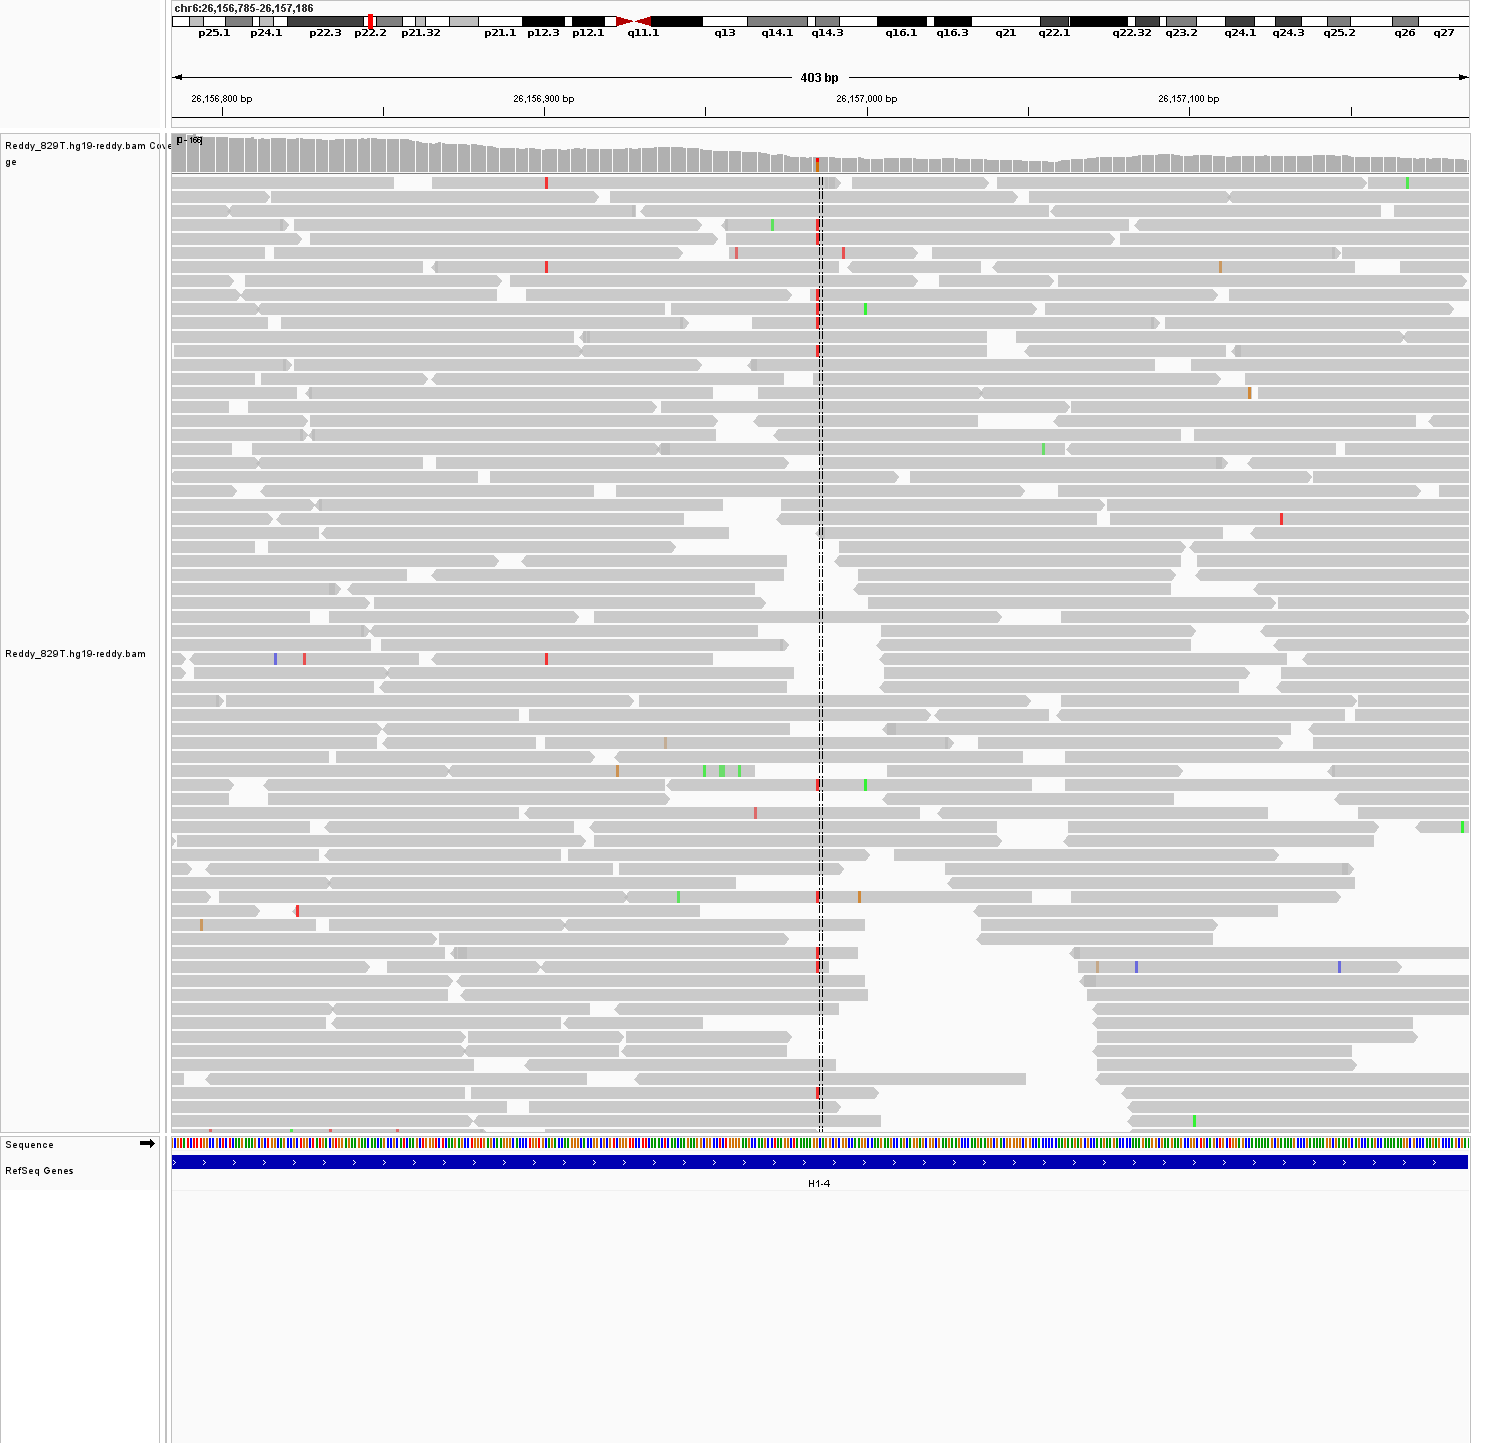 chr6:26,156,785-26,157,186
p25.1 p24.1 p22.3 p22.2 p21.32 p21.1 p12.3 p12.1 q11.1 q13 q14.1 q14.3 q16.1 q16.3 q21 q22.1 q22.32 q23.2 q24.1 q24.3 q25.2 q26 q27
403 bp
26,156,800 bp 26,156,900 bp 26,157,000 bp 26,157,100 bp
[0 - 166]
Reddy_829T.hg19-reddy.bam Cove
ge
Reddy_829T.hg19-reddy.bam
Sequence
RefSeq Genes
H1-4